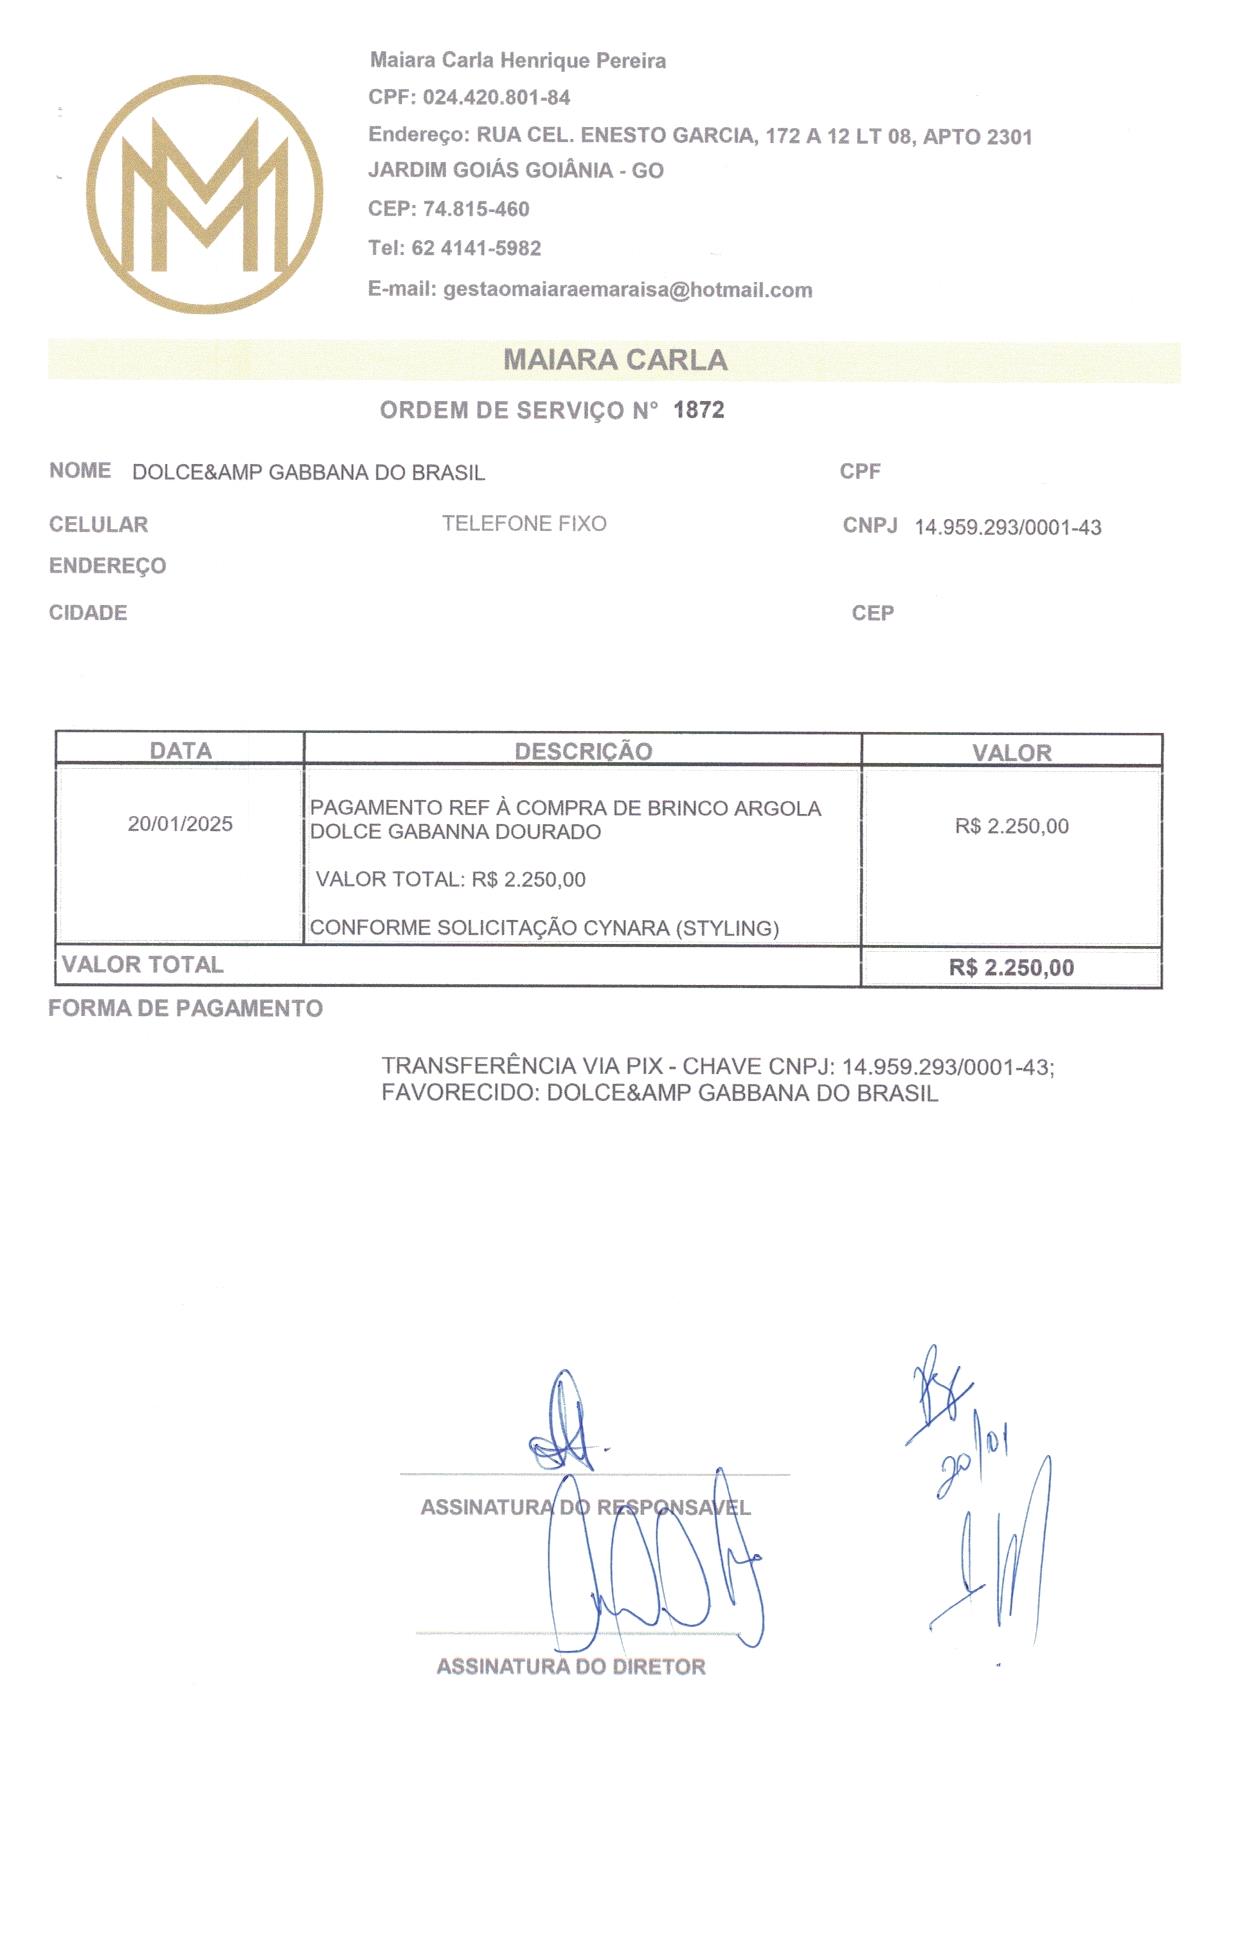 Maiara Carla Henrique Pereira
CPF: 024.420.801-84
Endereço: RUA CEL. ENESTO GARCIA, 172 A 12 LT 08, APTO 2301
JARDIM GOIÁS GOIÂNIA - GO
CEP: 74.815-460
Tel: 62 4141-5982
E-mail: gestaomaiaraemaraisa@hotmail.com
MAIARA CARLA
ORDEM DE SERVIÇO N° 1872
NOME DOLCE&AMP GABBANA DO BRASIL CPF
CELULAR TELEFONE FIXO CNPJ 14.959.293/0001-43
ENDEREÇO
CIDADE CEP
DATA DESCRIÇÃO VALOR
PAGAMENTO REF À COMPRA DE BRINCO ARGOLA
20/01/2025 DOLCE GABANNA DOURADO R$ 2.250,00
VALOR TOTAL: R$ 2.250,00
CONFORME SOLICITAÇÃO CYNARA (STYLING)
VALOR TOTAL R$ 2.250,00
FORMA DE PAGAMENTO
TRANSFERÊNCIA VIA PIX - CHAVE CNPJ: 14.959.293/0001-43;
FAVORECIDO: DOLCE&AMP GABBANA DO BRASIL
20/01
ASSINATURA DO RESPONSAVEL
ASSINATURA DO DIRETOR